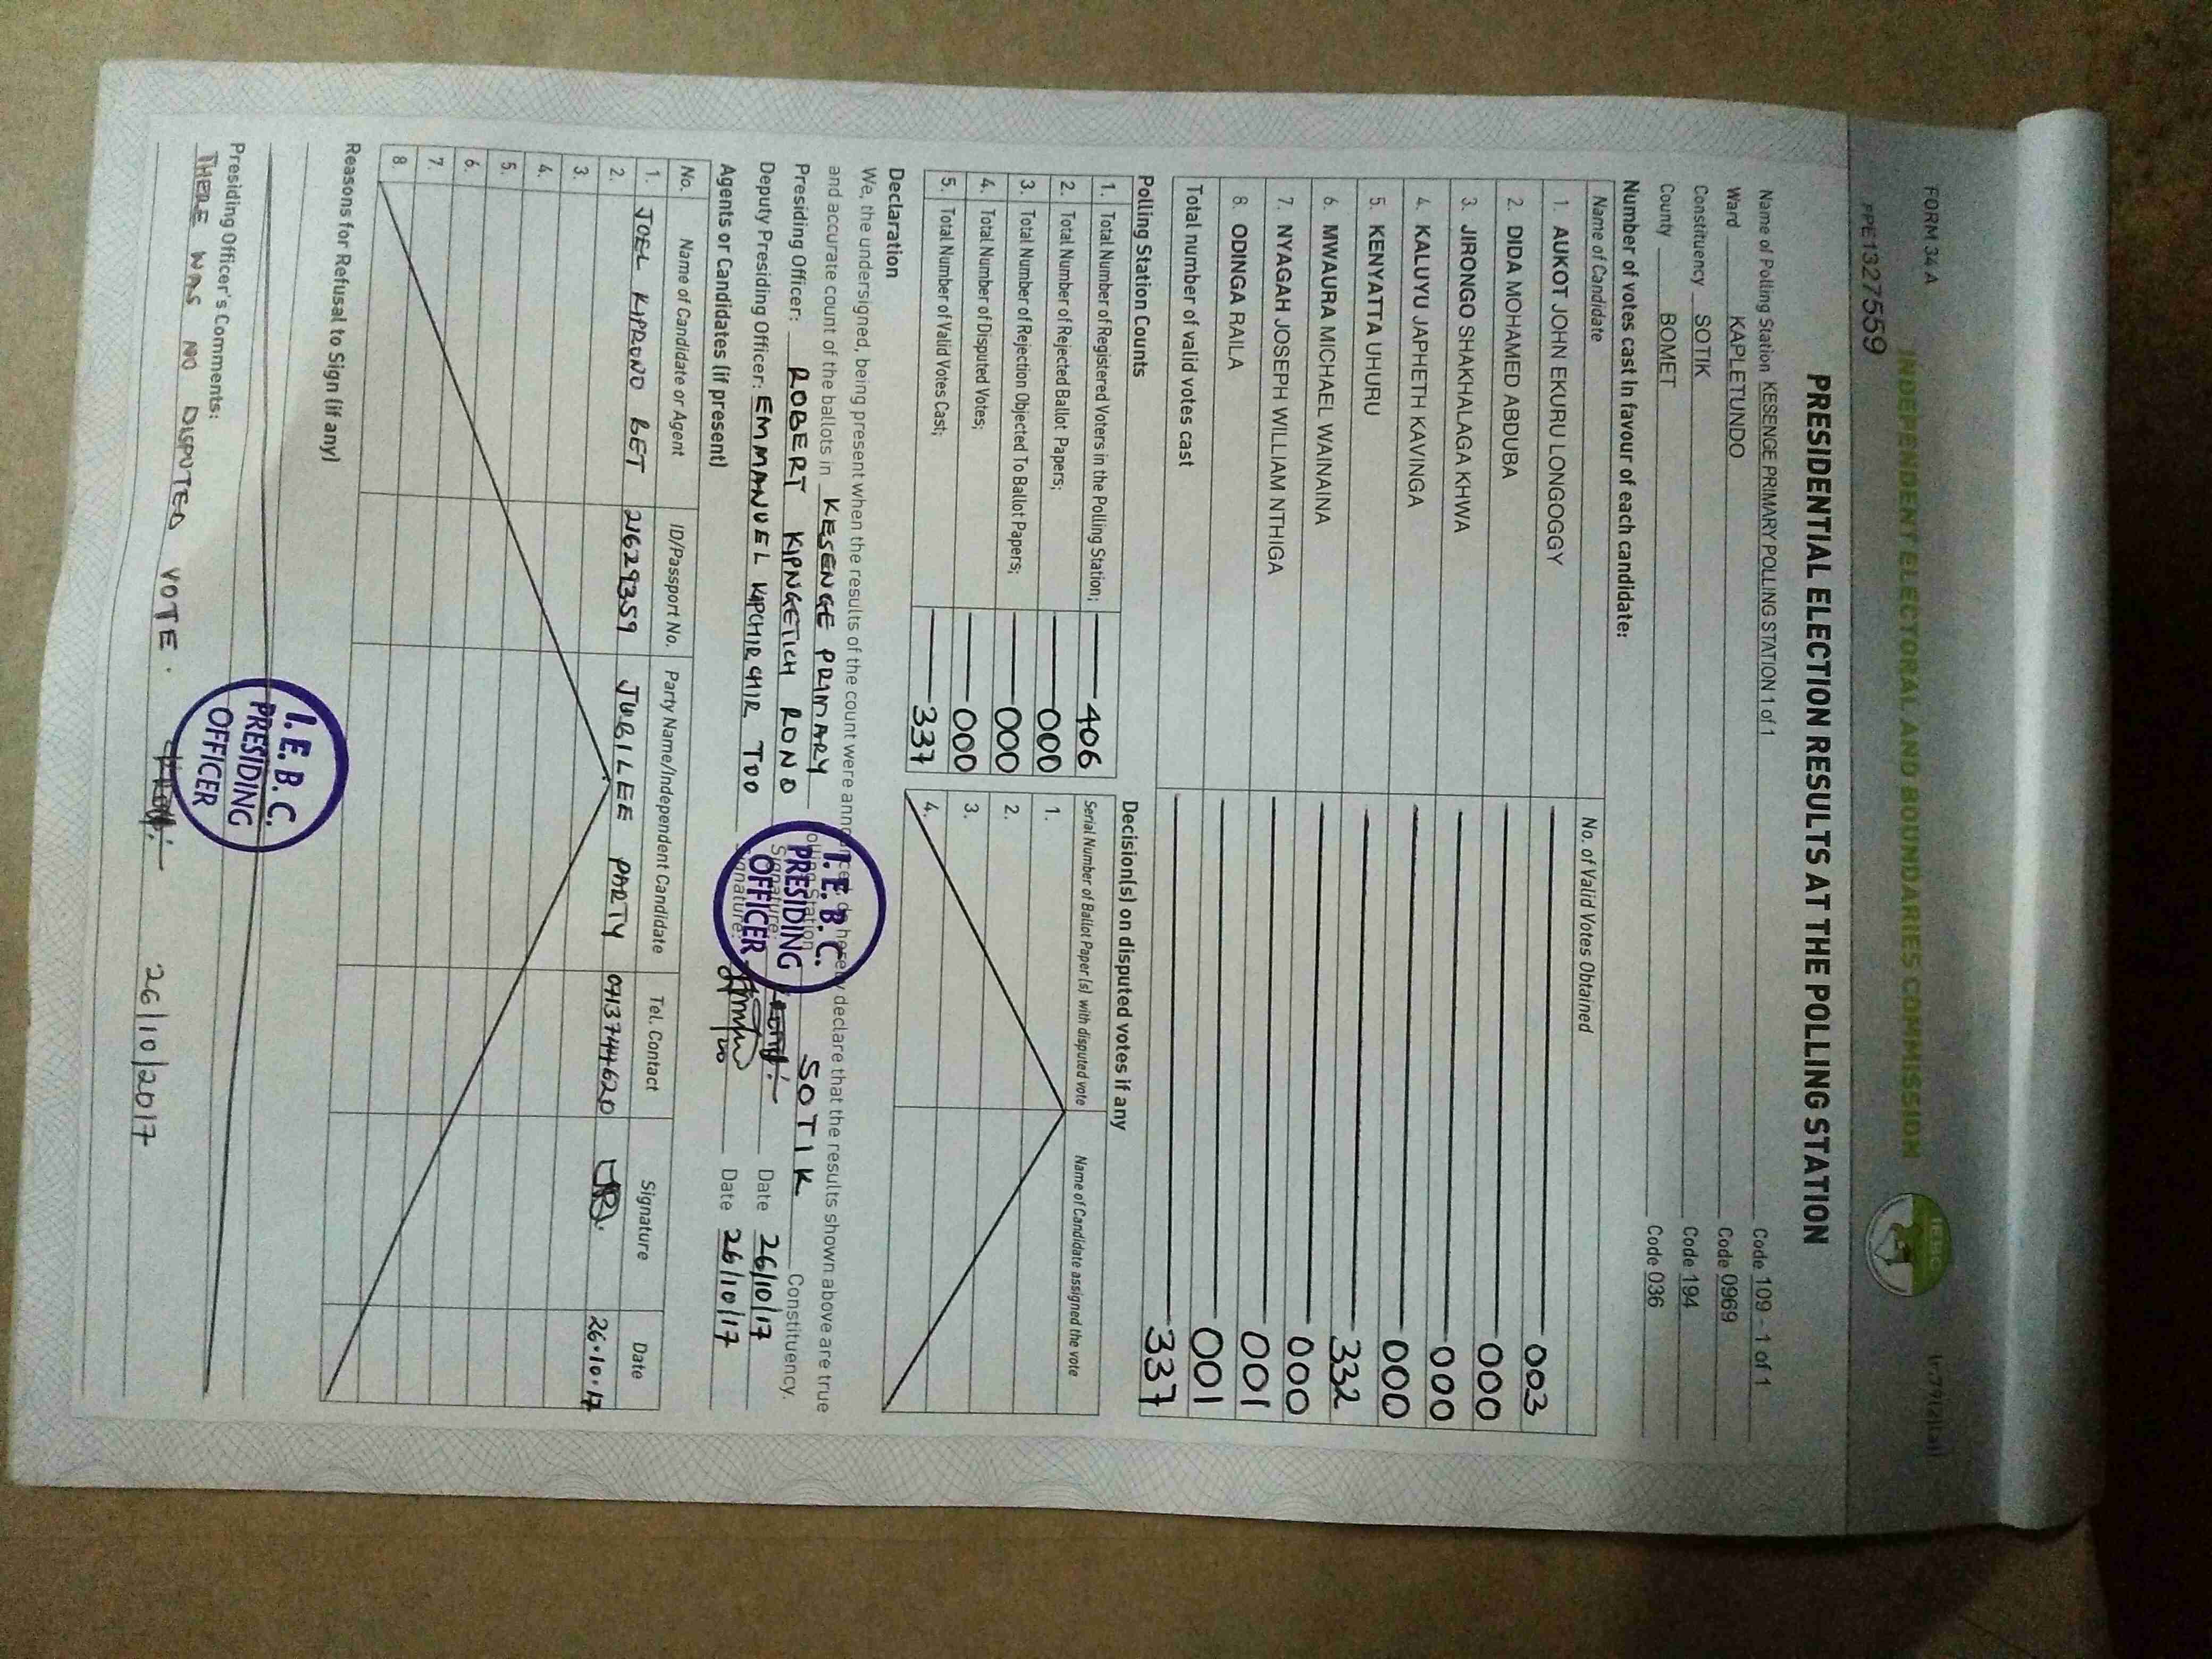 FORM 34 A
INDEPENDENT ELECTORAL AND BOUNDARIES COMMISSION
IEBC
PPE1327559
PRESIDENTIAL ELECTION RESULTS AT THE POLLING STATION
Name of Polling Station KESENGE PRIMARY POLLING STATION 1 of 1 Code 109 - 1 of 1
Ward KAPLETUNDO Code 0969
Constituency SOTIK Code 194
County BOMET Code 036
Number of votes cast in favour of each candidate:
Name of Candidate No. of Valid Votes Obtained
1. AUKOT JOHN EKURU LONGOGGY 003
2. DIDA MOHAMED ABDUBA 000
3. JIRONGO SHAKHALAGA KHWA 000
4. KALUYU JAPHETH KAVINGA 000
5. KENYATTA UHURU 332
6. MWAURA MICHAEL WAINAINA 000
7. NYAGAH JOSEPH WILLIAM NTHIGA 001
8. ODINGA RAILA 001
Total number of valid votes cast 337
Polling Station Counts
1. Total Number of Registered Voters in the Polling Station; 406
2. Total Number of Rejected Ballot Papers; 000
3. Total Number of Rejection Objected To Ballot Papers; 000
4. Total Number of Disputed Votes; 000
5. Total Number of Valid Votes Cast; 337
Decision(s) on disputed votes if any
Serial Number of Ballot Paper (s) with disputed vote Name of Candidate assigned the vote
1.
2.
3.
4.
Declaration
We, the undersigned, being present when the results of the count were announced, do hereby declare that the results shown above are true
and accurate count of the ballots in KESENGE PRIMARY Polling Station SOTIK Constituency.
Presiding Officer: ROBERT KIPNGETICH RONO Signature: Date 26/10/17
Deputy Presiding Officer: EMMANUEL KIPCHIRCHIR TOO Signature: Date 26/10/17
I.E.B.C.
PRESIDING
OFFICER
Agents or Candidates (if present)
No. Name of Candidate or Agent ID/Passport No. Party Name/Independent Candidate Tel. Contact Signature Date
1. JOEL KIPRONO BET 21629359 JUBILEE PARTY 0713744620 26.10.17
2.
3.
4.
5.
6.
7.
8.
Reasons for Refusal to Sign (if any)
I.E.B.C.
PRESIDING
OFFICER
Presiding Officer's Comments:
THERE WAS NO DISPUTED VOTE. 26/10/2017